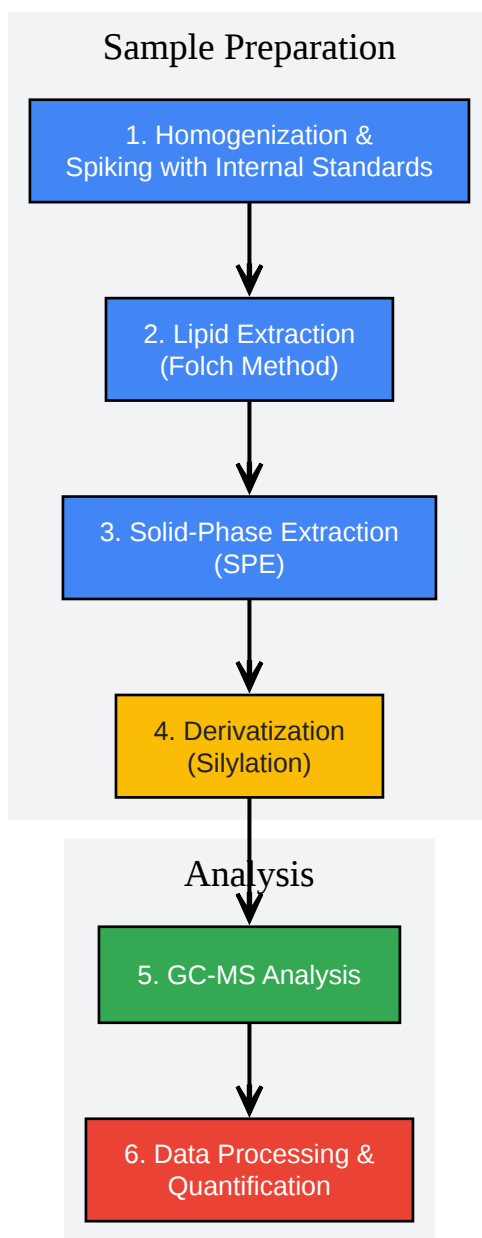 Sample Preparation
1. Homogenization &
Spiking with Internal Standards
2. Lipid Extraction
(Folch Method)
3. Solid-Phase Extraction
(SPE)
4. Derivatization
(Silylation)
Analysis
5. GC-MS Analysis
6. Data Processing &
Quantification